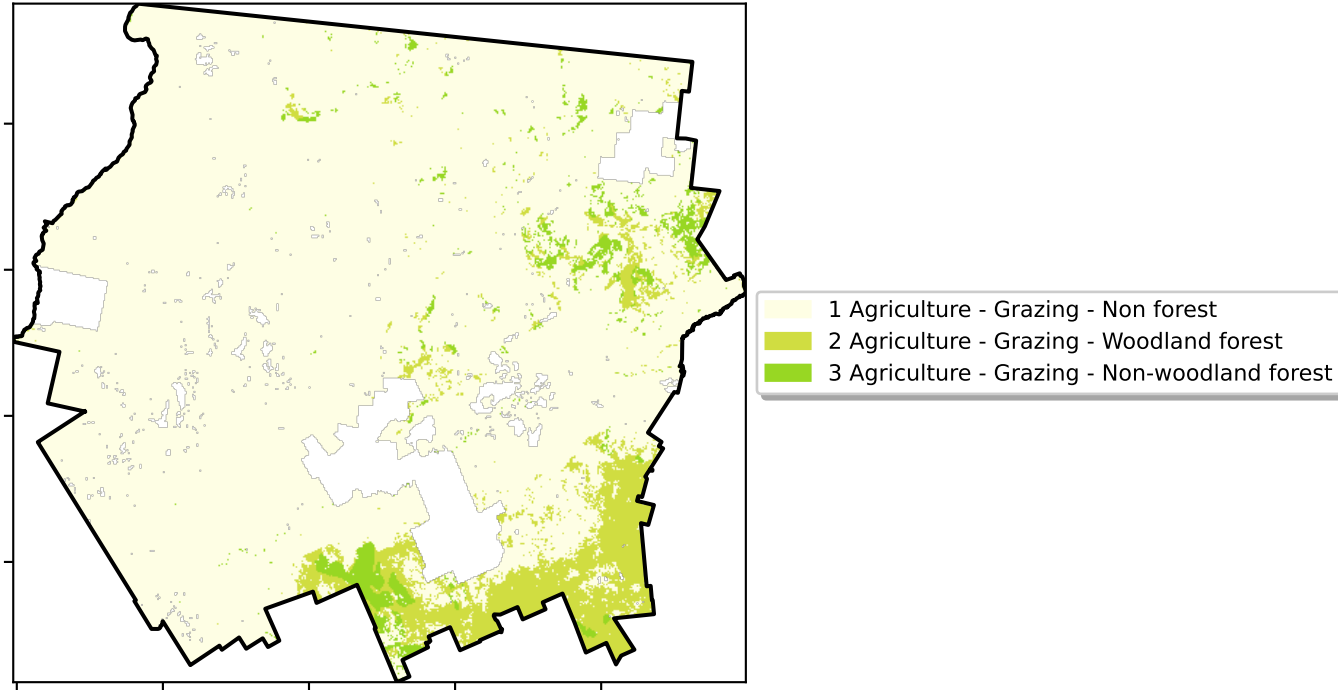 1 Agriculture - Grazing - Non forest
2 Agriculture - Grazing - Woodland forest
3 Agriculture - Grazing - Non-woodland forest